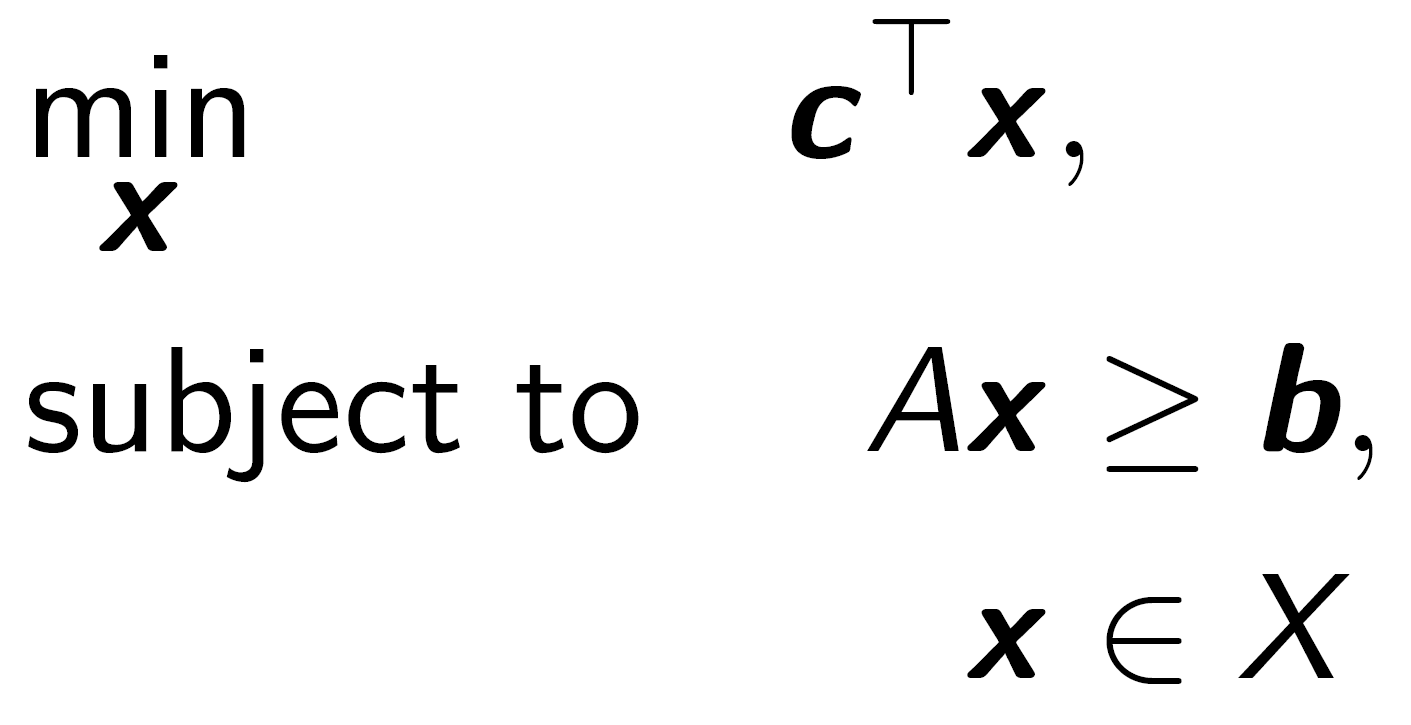 min c⊤x,
x
subject to Ax ≥ b,
x ∈ X